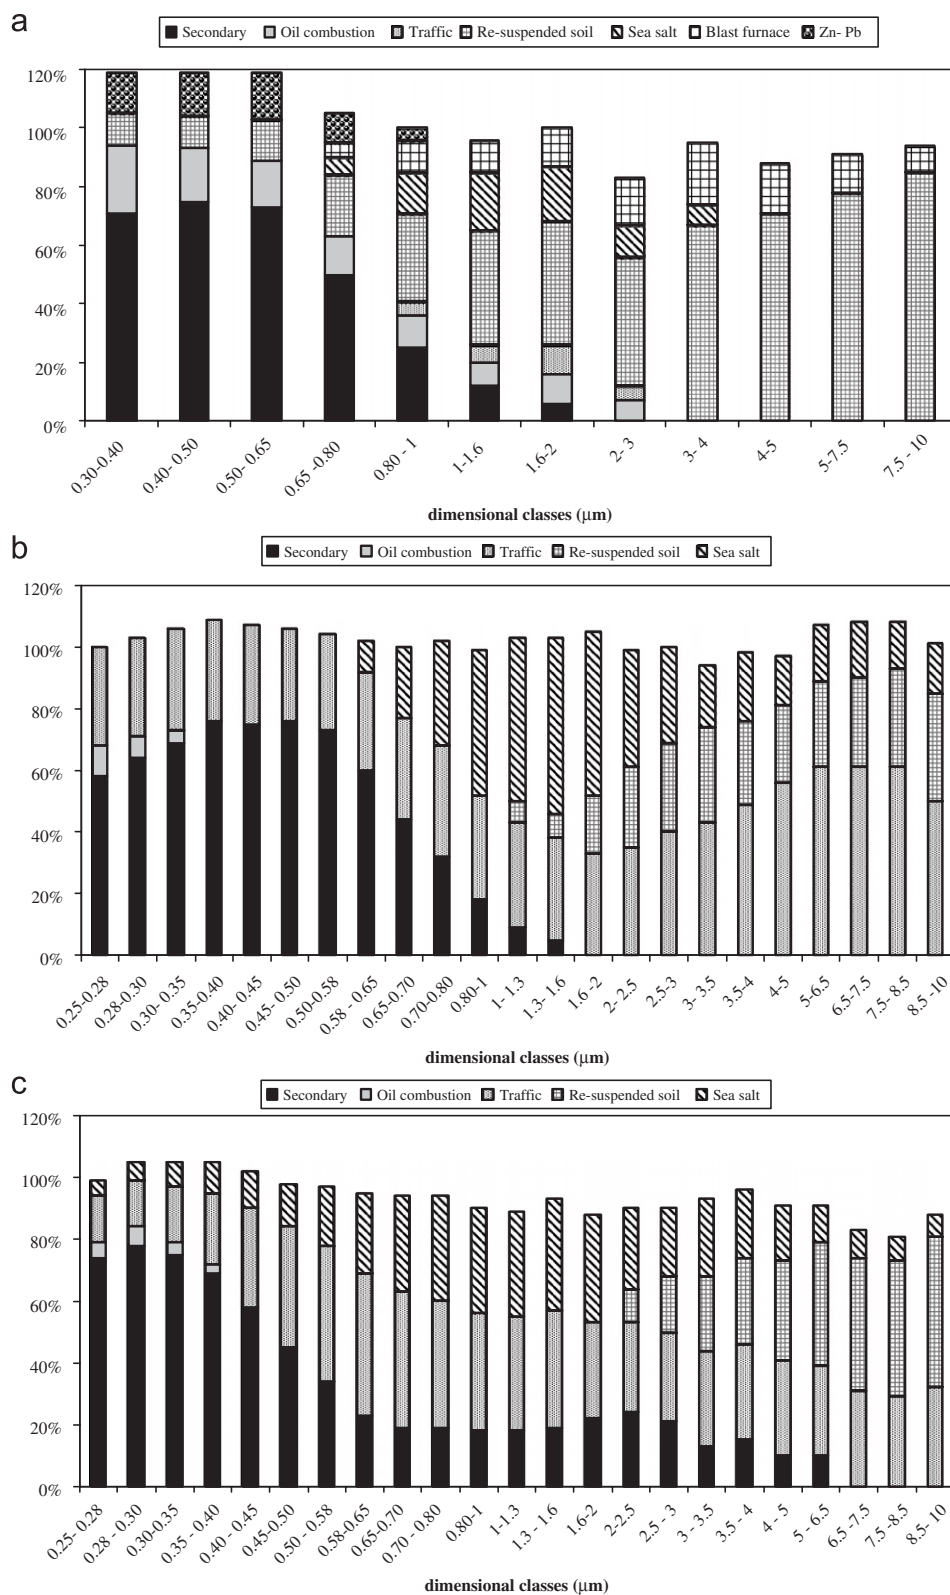 a
Secondary Oil combustion Traffic Re-suspended soil Sea salt Blast furnace Zn- Pb
120%
100%
80%
60%
40%
20%
0%
0.30-0.40 0.40- 0.50 0.50- 0.65 0.65 -0.80 0.80 - 1 1-1.6 1.6-2 2- 3 3- 4 4-5 5-7.5 7.5 - 10
dimensional classes (μm)
b
Secondary Oil combustion Traffic Re-suspended soil Sea salt
120%
100%
80%
60%
40%
20%
0%
0.25-0.28 0.28-0.30 0.30- 0.35 0.35-0.40 0.40- 0.45 0.45 - 0.50 0.50-0.58 0.58 - 0.65 0.65-0.70 0.70-0.80 0.80-1 1- 1.3 1.3- 1.6 1.6 -2 2- 2.5 2.5-3 3- 3.5 3.5-4 4-5 5-6.5 6.5-7.5 7.5- 8.5 8.5 -10
dimensional classes (μm)
c
Secondary Oil combustion Traffic Re-suspended soil Sea salt
120%
100%
80%
60%
40%
20%
0%
0.25- 0.28 0.28 - 0.30 0.30-0.35 0.35 - 0.40 0.40 - 0.45 0.45-0.50 0.50 - 0.58 0.58-0.65 0.65-0.70 0.70 - 0.80 0.80-1 1-1.3 1.3 - 1.6 1.6-2 2-2.5 2.5 - 3 3 - 3.5 3.5 - 4 4 - 5 5 - 6.5 6.5 -7.5 7.5 -8.5 8.5- 10
dimensional classes (μm)